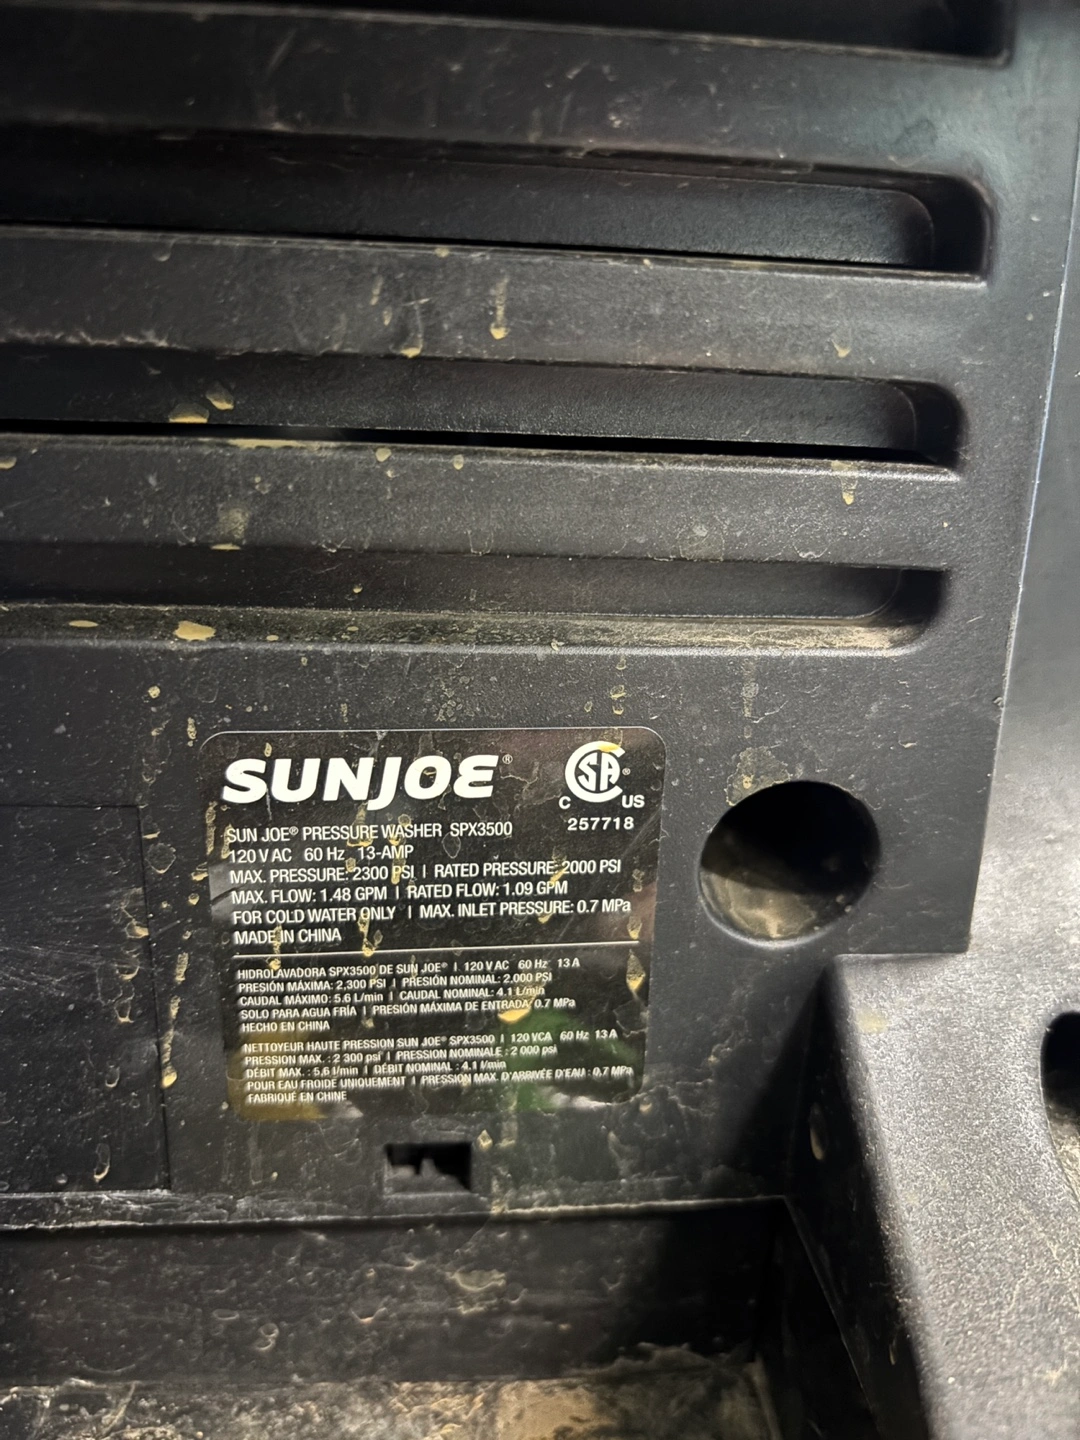 SUNJOE®
CSA®
C US
257718
SUN JOE® PRESSURE WASHER SPX3500
120 V AC 60 Hz 13-AMP
MAX. PRESSURE: 2300 PSI | RATED PRESSURE: 2000 PSI
MAX. FLOW: 1.48 GPM | RATED FLOW: 1.09 GPM
FOR COLD WATER ONLY | MAX. INLET PRESSURE: 0.7 MPa
MADE IN CHINA
HIDROLAVADORA SPX3500 DE SUN JOE® | 120 V AC 60 Hz 13 A
PRESIÓN MÁXIMA: 2,300 PSI | PRESIÓN NOMINAL: 2,000 PSI
CAUDAL MÁXIMO: 5.6 L/min | CAUDAL NOMINAL: 4.1 L/min
SOLO PARA AGUA FRÍA | PRESIÓN MÁXIMA DE ENTRADA: 0.7 MPa
HECHO EN CHINA
NETTOYEUR HAUTE PRESSION SUN JOE® SPX3500 | 120 VCA 60 Hz 13 A
PRESSION MAX. : 2 300 psi | PRESSION NOMINALE : 2 000 psi
DÉBIT MAX. : 5,6 l/min | DÉBIT NOMINAL : 4.1 l/min
POUR EAU FROIDE UNIQUEMENT | PRESSION MAX. D'ARRIVÉE D'EAU : 0,7 MPa
FABRIQUÉ EN CHINE